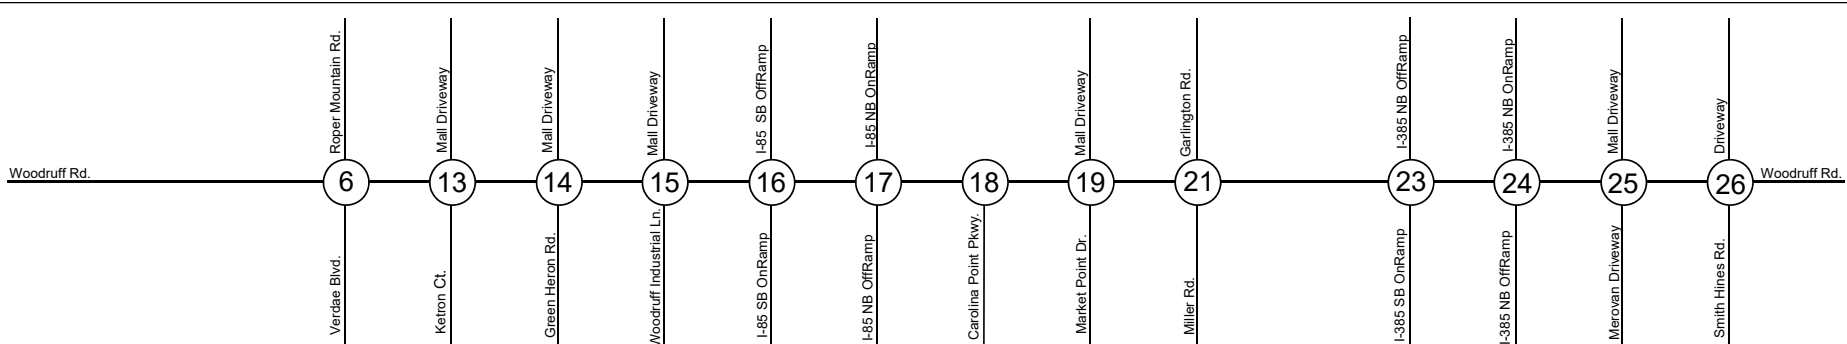 Roper Mountain Rd.
Mall Driveway
Mall Driveway
Mall Driveway
I-85 SB OffRamp
I-85 NB OnRamp
Mall Driveway
Garlington Rd.
I-385 NB OffRamp
I-385 NB OnRamp
Mall Driveway
Driveway
Woodruff Rd.
6
13
14
15
16
17
18
19
21
23
24
25
26
Woodruff Rd.
Verdae Blvd.
Ketron Ct.
Green Heron Rd.
Woodruff Industrial Ln.
I-85 SB OnRamp
I-85 NB OffRamp
Carolina Point Pkwy.
Market Point Dr.
Miller Rd.
I-385 SB OnRamp
I-385 NB OffRamp
Merovan Driveway
Smith Hines Rd.